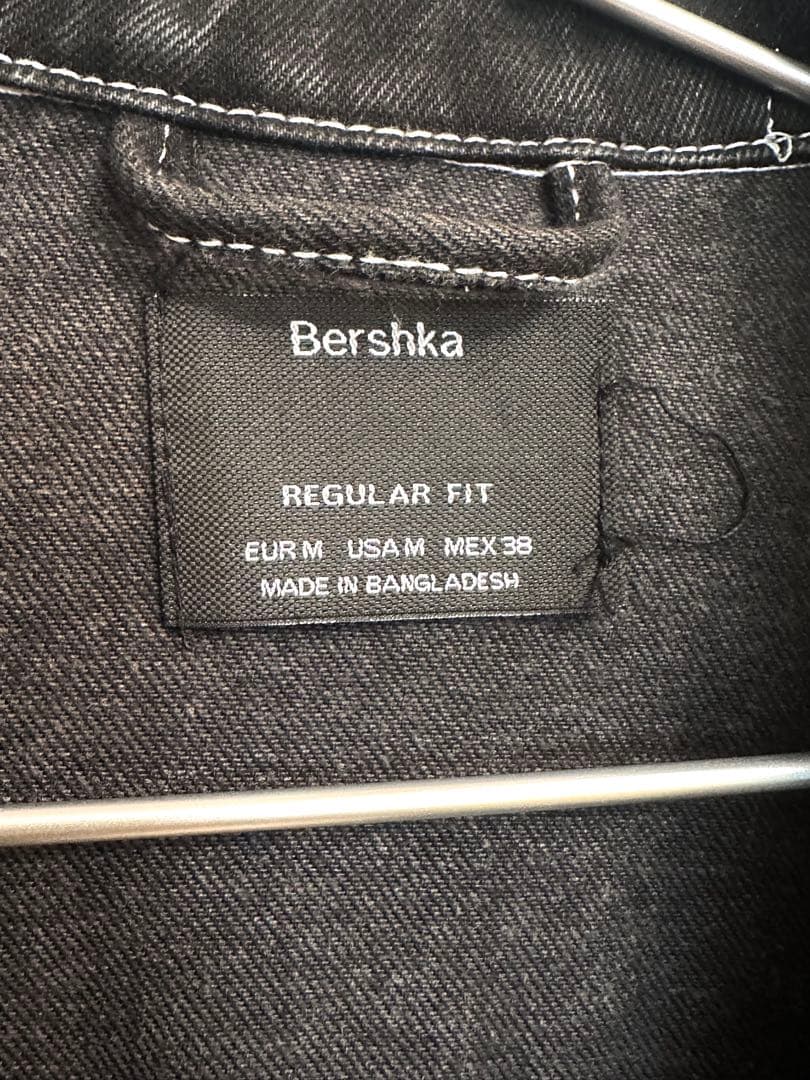 Bershka
REGULAR FIT
EUR M USA M MEX 38
MADE IN BANGLADESH